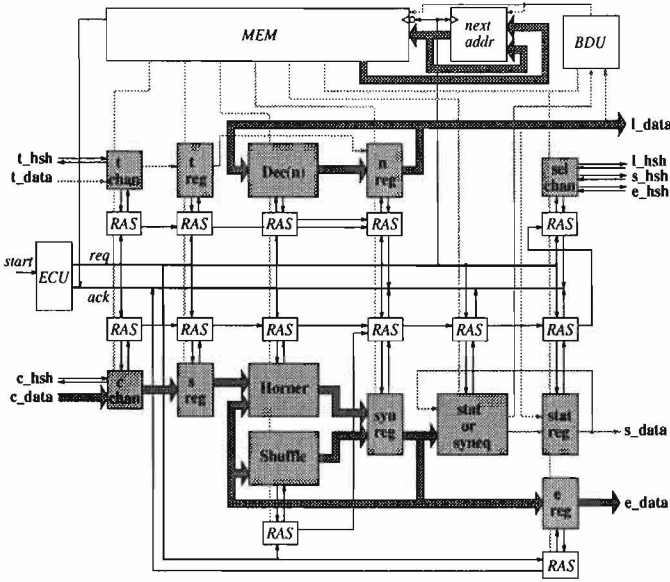 MEM
next
addr
BDU
l_data
t_hsh
t_data
t
chan
t
reg
Dec(n)
n
reg
sel
chan
l_hsh
s_hsh
e_hsh
RAS
RAS
RAS
RAS
RAS
start
ECU
req
ack
RAS
RAS
RAS
RAS
RAS
RAS
c_hsh
c_data
c
chan
s
reg
Horner
syn
reg
stat
or
syneq
stat
reg
s_data
Shuffle
e
reg
e_data
RAS
RAS